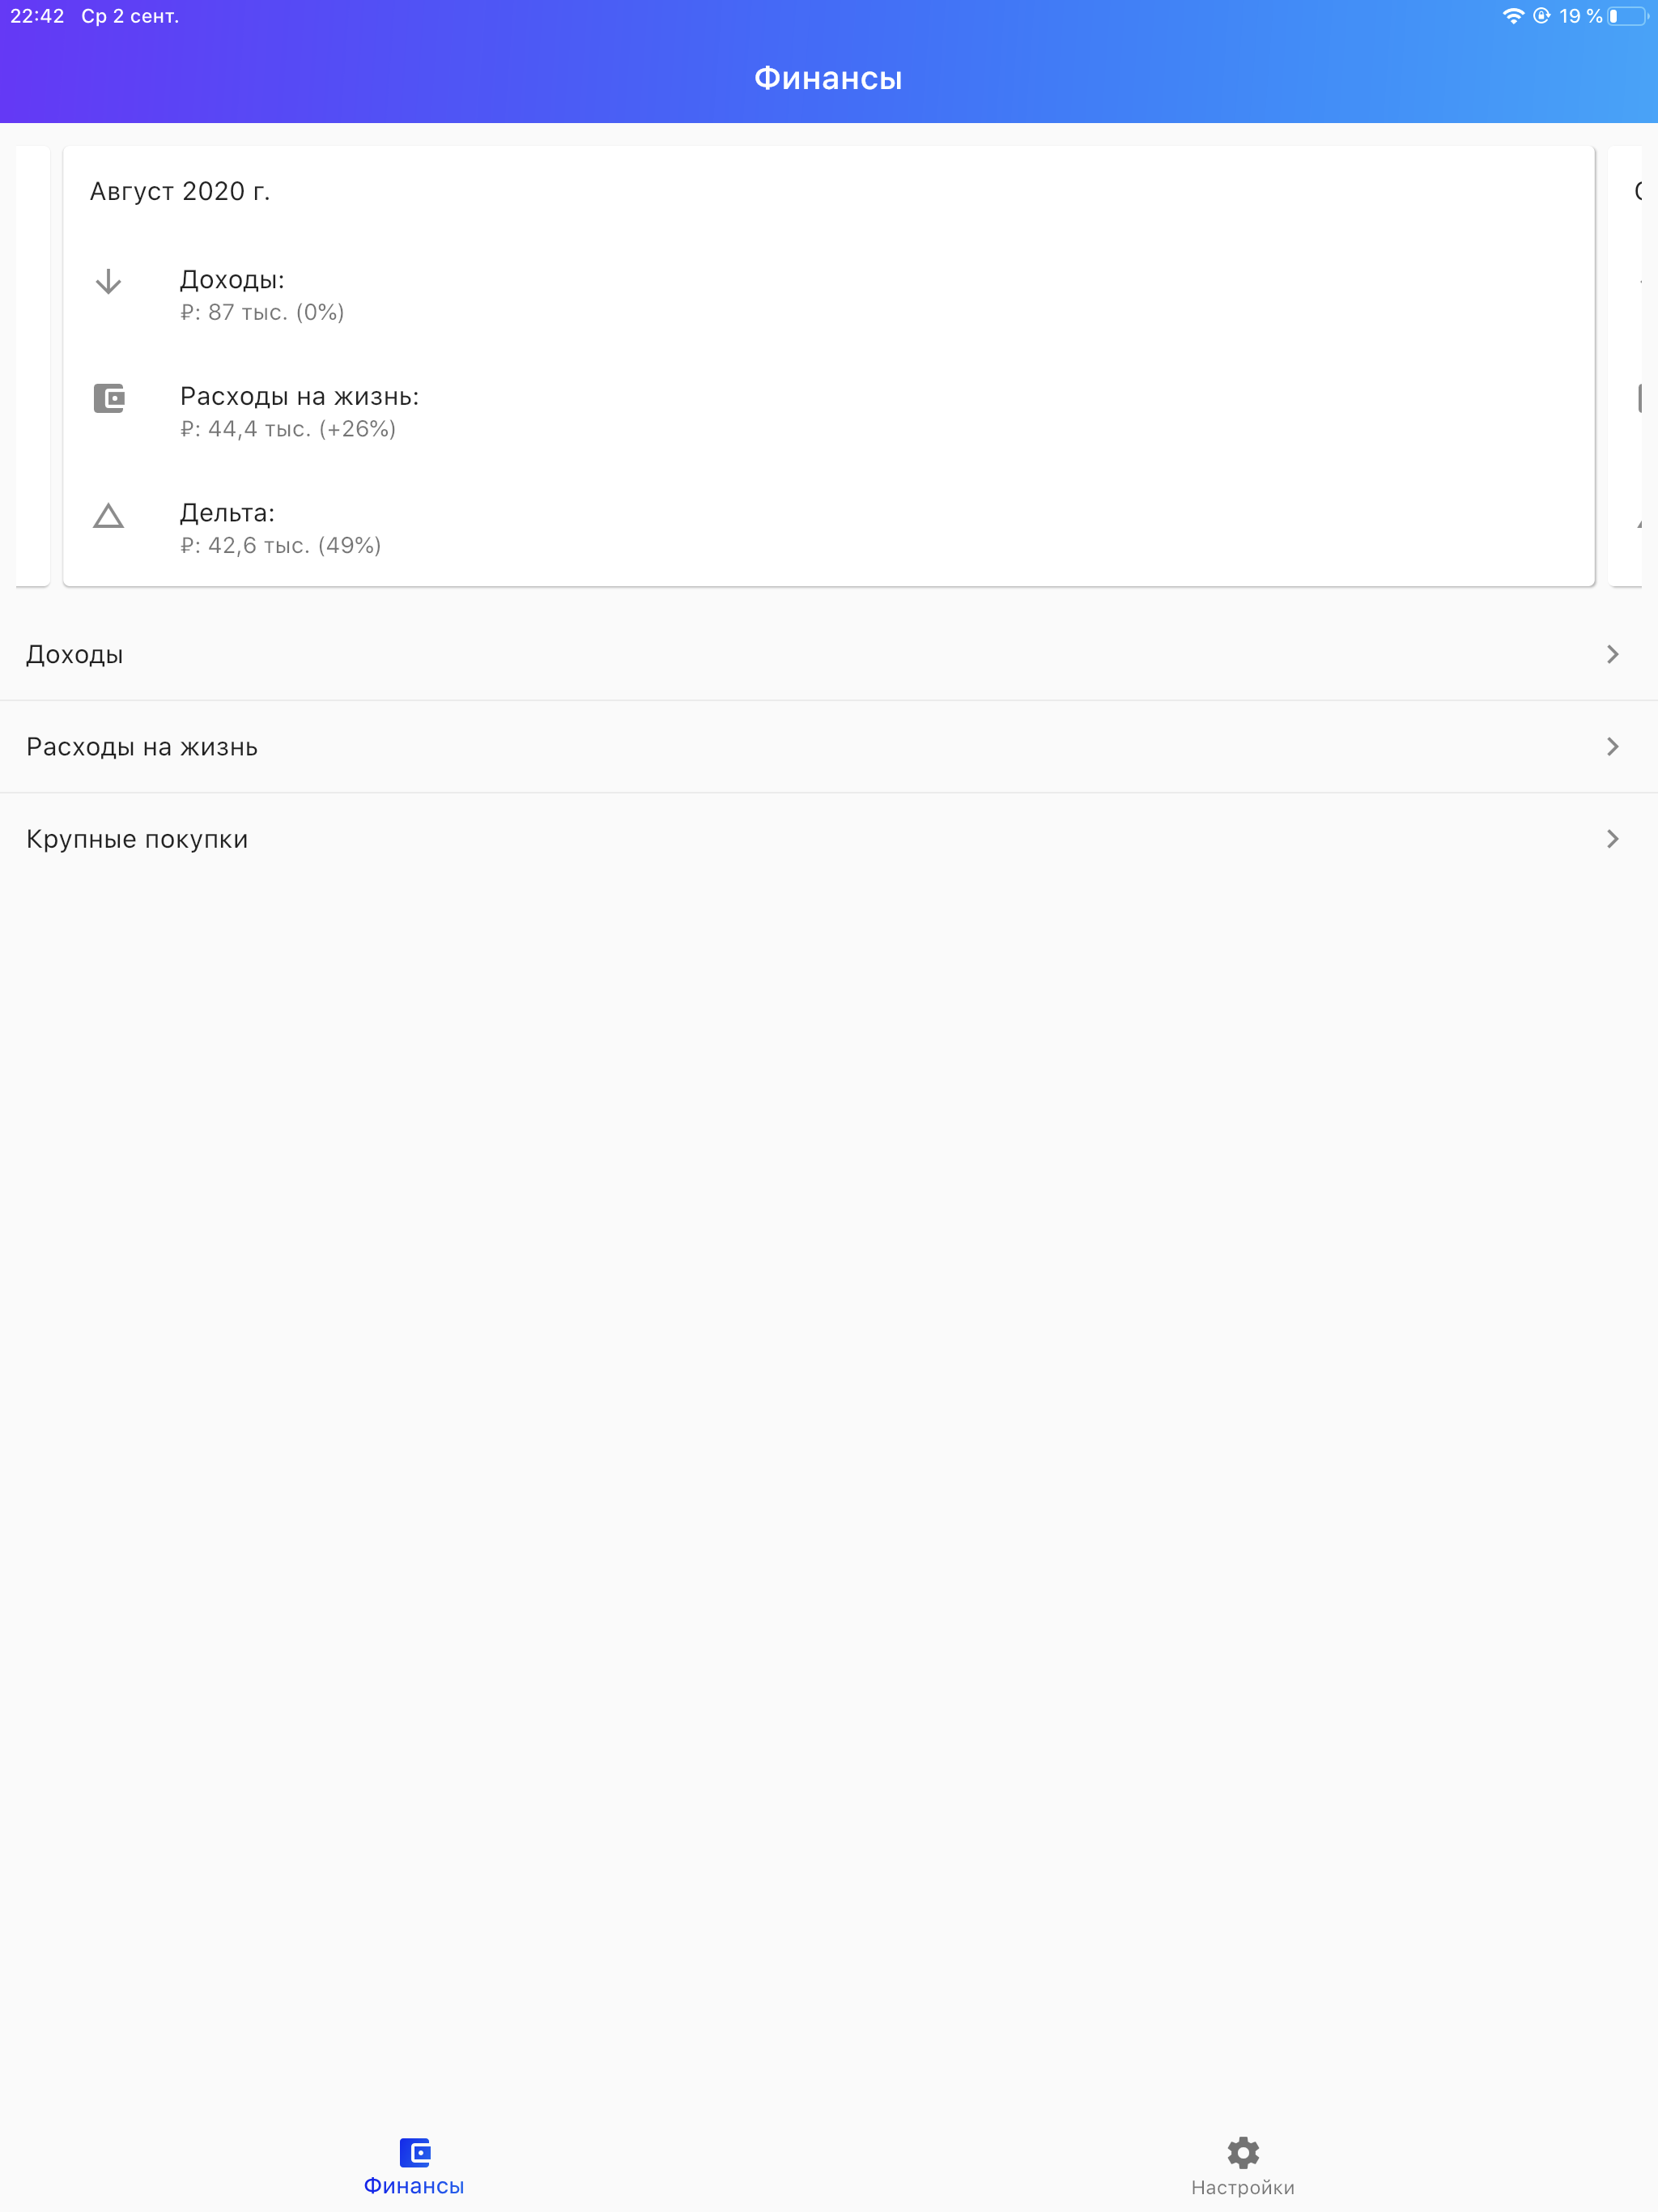 22:42 Ср 2 сент. 19 %
Финансы
Август 2020 г.
Доходы:
₽: 87 тыс. (0%)
Расходы на жизнь:
₽: 44,4 тыс. (+26%)
Дельта:
₽: 42,6 тыс. (49%)
Доходы
Расходы на жизнь
Крупные покупки
Финансы
Настройки